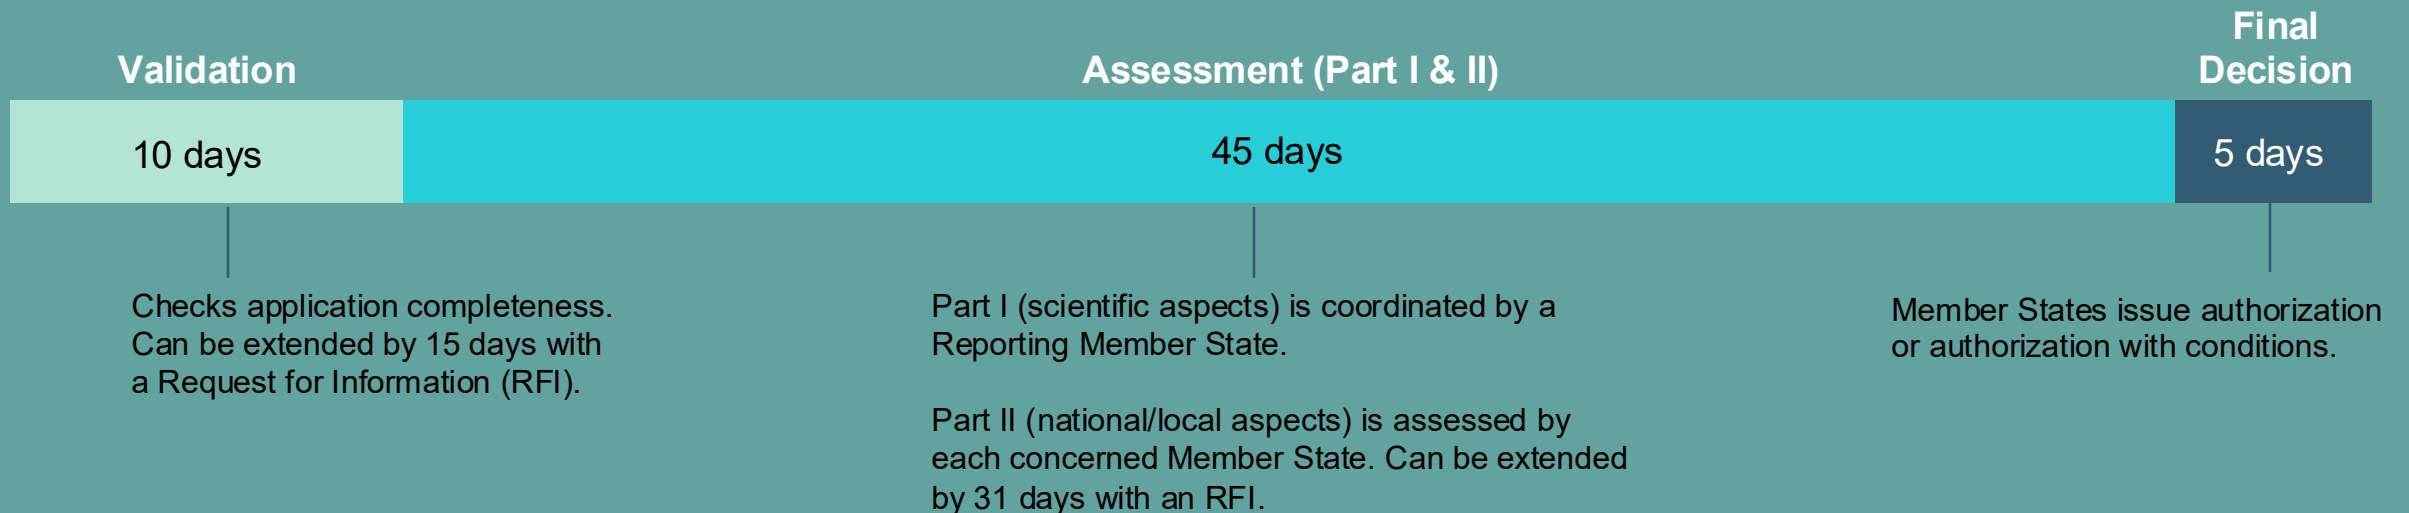 Validation
Assessment (Part I & II)
Final
Decision
10 days
45 days
5 days
Checks application completeness.
Can be extended by 15 days with
a Request for Information (RFI).
Part I (scientific aspects) is coordinated by a
Reporting Member State.
Part II (national/local aspects) is assessed by
each concerned Member State. Can be extended
by 31 days with an RFI.
Member States issue authorization
or authorization with conditions.